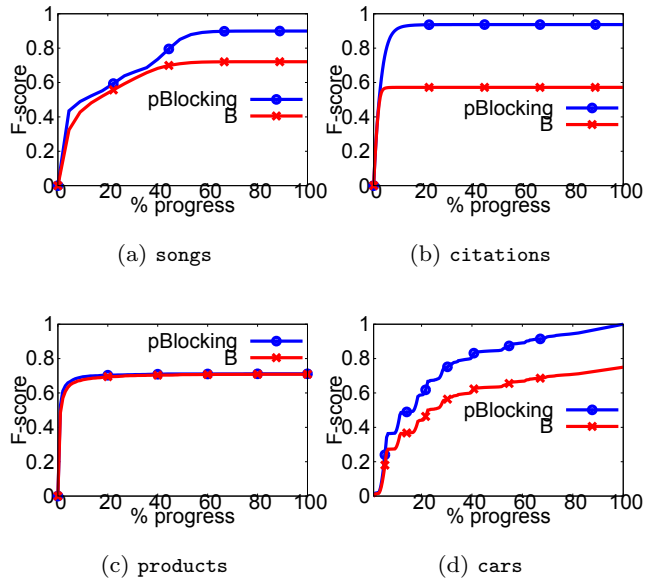 1
0.8
0.6
0.4
0.2
0
F-score
pBlocking
B
0 20 40 60 80 100
% progress
(a) songs
1
0.8
0.6
0.4
0.2
0
F-score
pBlocking
B
0 20 40 60 80 100
% progress
(b) citations
1
0.8
0.6
0.4
0.2
0
F-score
pBlocking
B
0 20 40 60 80 100
% progress
(c) products
1
0.8
0.6
0.4
0.2
0
F-score
pBlocking
B
0 20 40 60 80 100
% progress
(d) cars